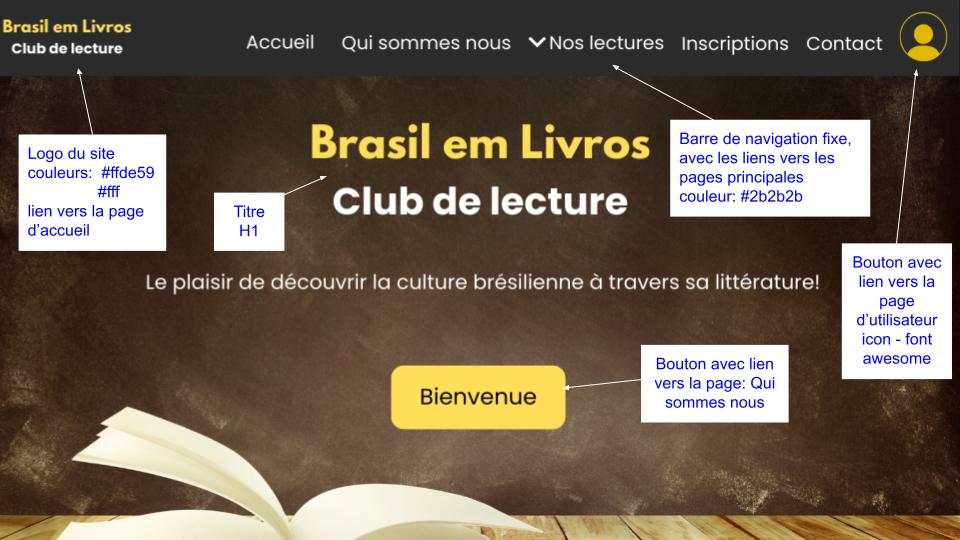 Brasil em Livros
Club de lecture
Accueil
Qui sommes nous
Nos lectures
Inscriptions
Contact
Logo du site
couleurs: #ffde59
#fff
lien vers la page
d’accueil
Titre
H1
Brasil em Livros
Club de lecture
Barre de navigation fixe,
avec les liens vers les
pages principales
couleur: #2b2b2b
Bouton avec
lien vers la
page
d’utilisateur
icon - font
awesome
Le plaisir de découvrir la culture brésilienne à travers sa littérature!
Bienvenue
Bouton avec lien
vers la page: Qui
sommes nous